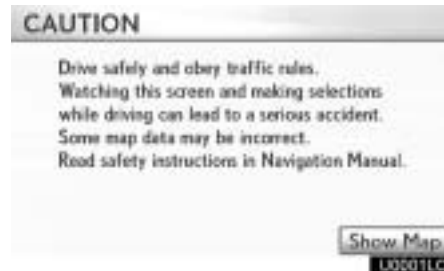 CAUTION
Drive safely and obey traffic rules.
Watching this screen and making selections
while driving can lead to a serious accident.
Some map data may be incorrect.
Read safety instructions in Navigation Manual.
Show Map